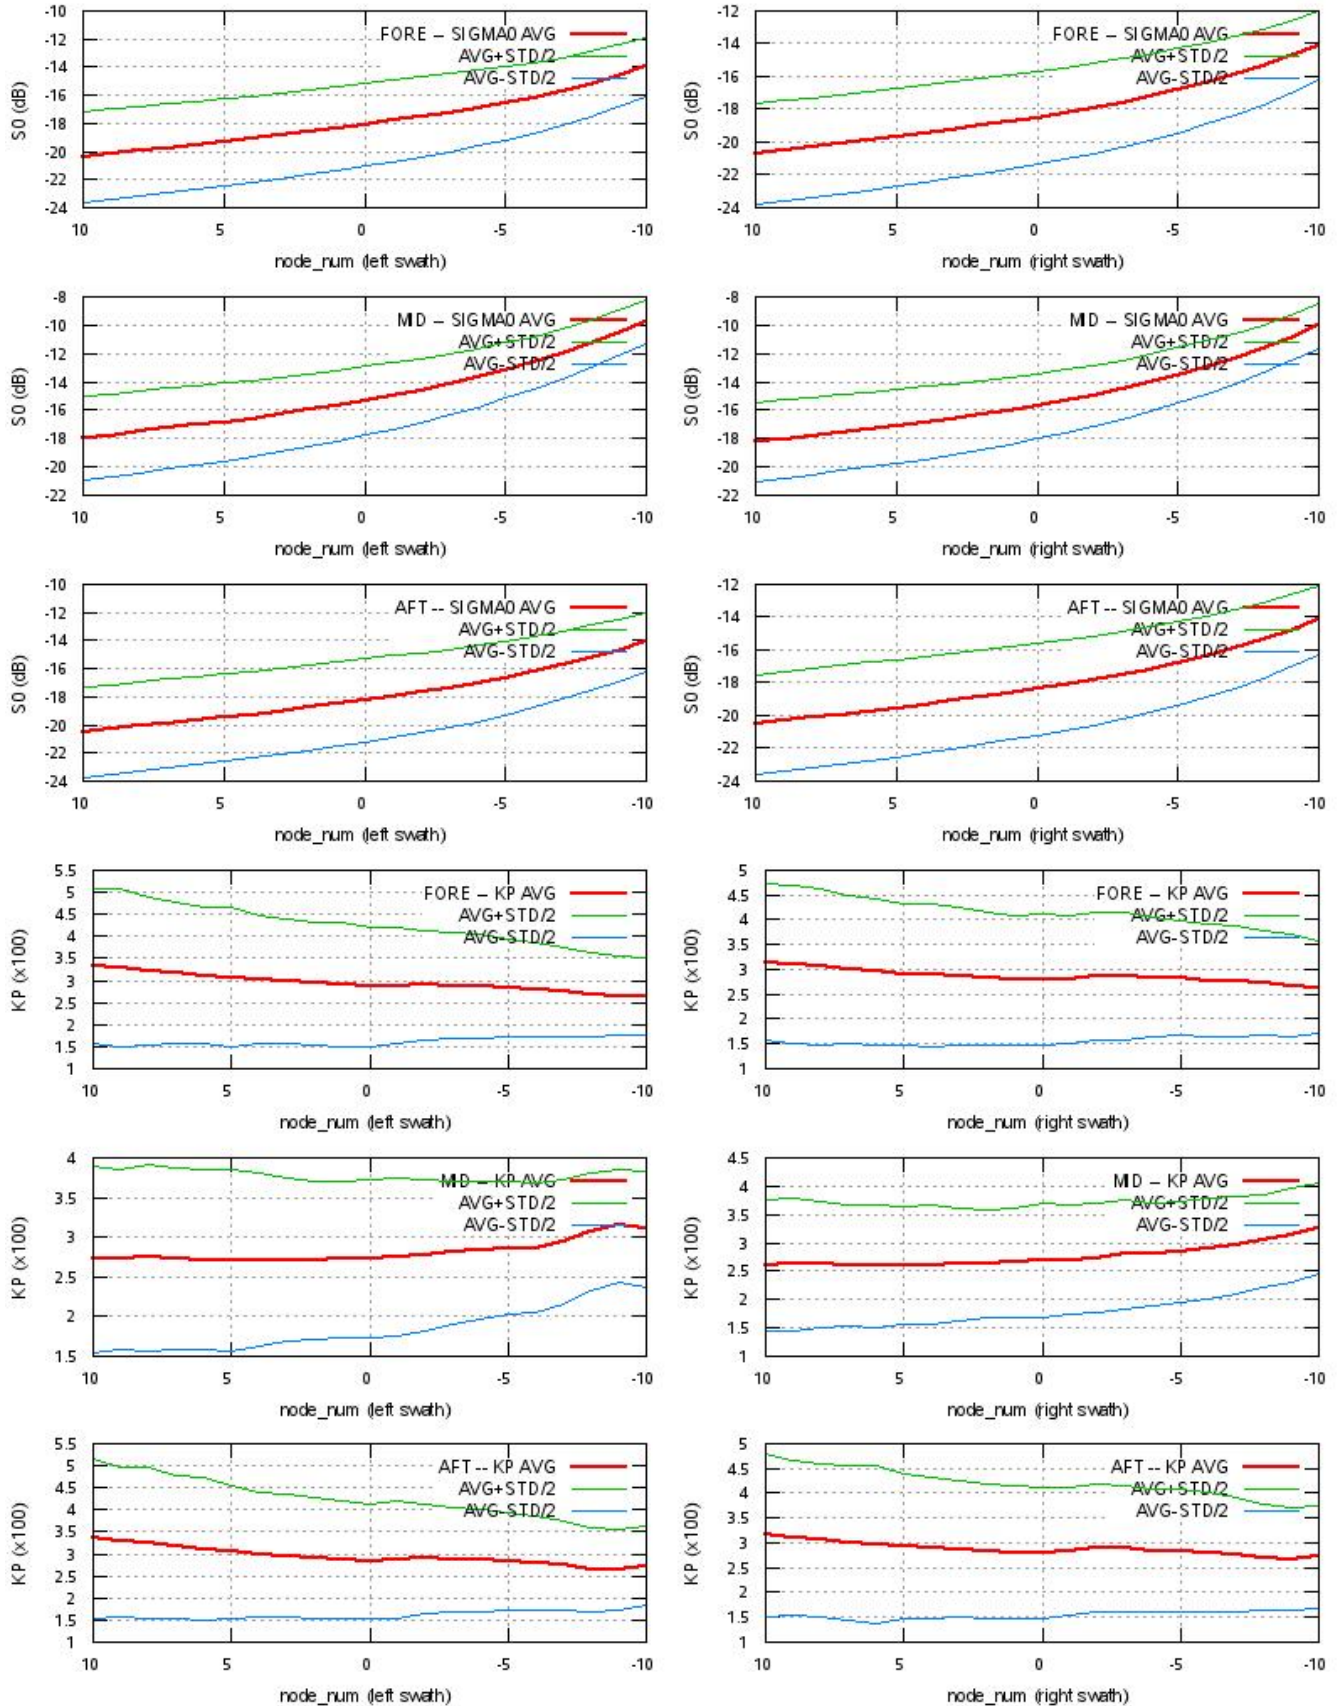 -10
-12
-14
-16
-18
-20
-22
-24
S0 (dB)
FORE – SIGMA0 AVG
AVG+STD/2
AVG-STD/2
10 5 0 -5 -10
node_num (left swath)
-12
-14
-16
-18
-20
-22
-24
S0 (dB)
FORE – SIGMA0 AVG
AVG+STD/2
AVG-STD/2
10 5 0 -5 -10
node_num (right swath)
-8
-10
-12
-14
-16
-18
-20
-22
S0 (dB)
MID – SIGMA0 AVG
AVG+STD/2
AVG-STD/2
10 5 0 -5 -10
node_num (left swath)
-8
-10
-12
-14
-16
-18
-20
-22
S0 (dB)
MID – SIGMA0 AVG
AVG+STD/2
AVG-STD/2
10 5 0 -5 -10
node_num (right swath)
-10
-12
-14
-16
-18
-20
-22
-24
S0 (dB)
AFT -- SIGMA0 AVG
AVG+STD/2
AVG-STD/2
10 5 0 -5 -10
node_num (left swath)
-12
-14
-16
-18
-20
-22
-24
S0 (dB)
AFT -- SIGMA0 AVG
AVG+STD/2
AVG-STD/2
10 5 0 -5 -10
node_num (right swath)
5.5
5
4.5
4
3.5
3
2.5
2
1.5
1
KP (x100)
FORE – KP AVG
AVG+STD/2
AVG-STD/2
10 5 0 -5 -10
node_num (left swath)
5
4.5
4
3.5
3
2.5
2
1.5
1
KP (x100)
FORE – KP AVG
AVG+STD/2
AVG-STD/2
10 5 0 -5 -10
node_num (right swath)
4
3.5
3
2.5
2
1.5
KP (x100)
MID – KP AVG
AVG+STD/2
AVG-STD/2
10 5 0 -5 -10
node_num (left swath)
4.5
4
3.5
3
2.5
2
1.5
1
KP (x100)
MID – KP AVG
AVG+STD/2
AVG-STD/2
10 5 0 -5 -10
node_num (right swath)
5.5
5
4.5
4
3.5
3
2.5
2
1.5
1
KP (x100)
AFT -- KP AVG
AVG+STD/2
AVG-STD/2
10 5 0 -5 -10
node_num (left swath)
5
4.5
4
3.5
3
2.5
2
1.5
1
KP (x100)
AFT -- KP AVG
AVG+STD/2
AVG-STD/2
10 5 0 -5 -10
node_num (right swath)